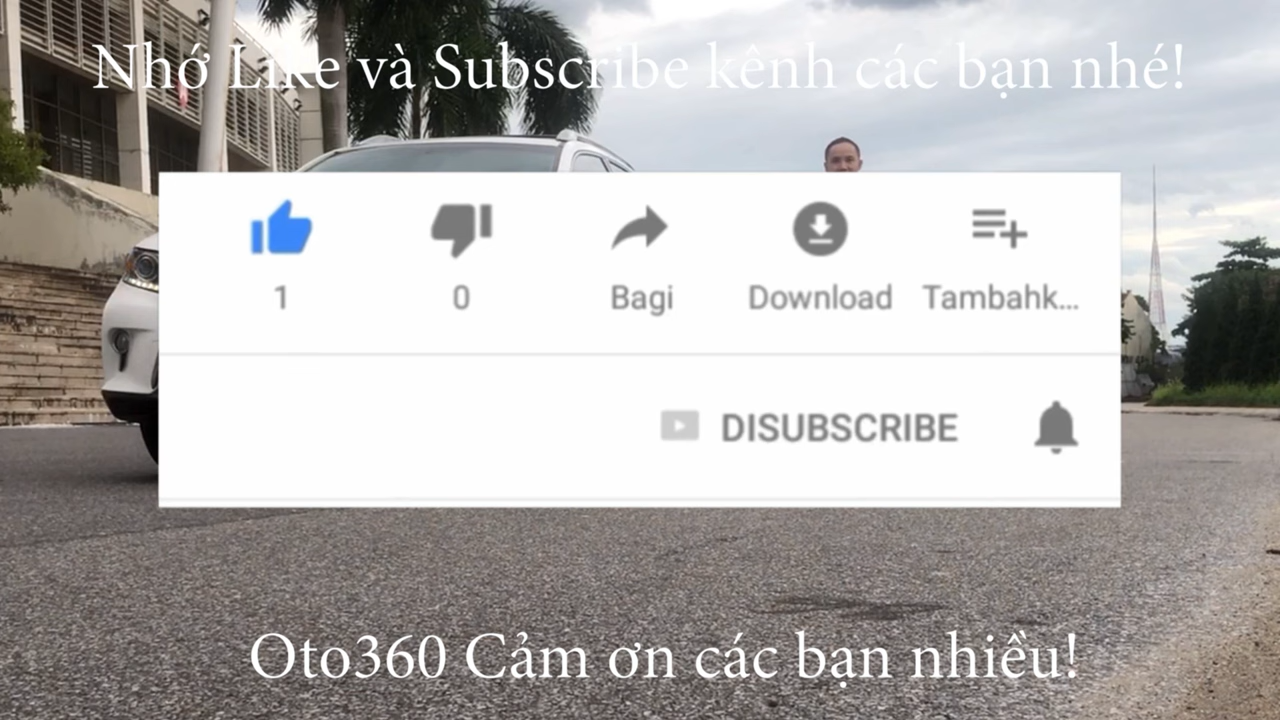 Nhớ Like và Subscribe kênh các bạn nhé!
1 0 Bagi Download Tambahk...
DISUBSCRIBE
Oto360 Cảm ơn các bạn nhiều!